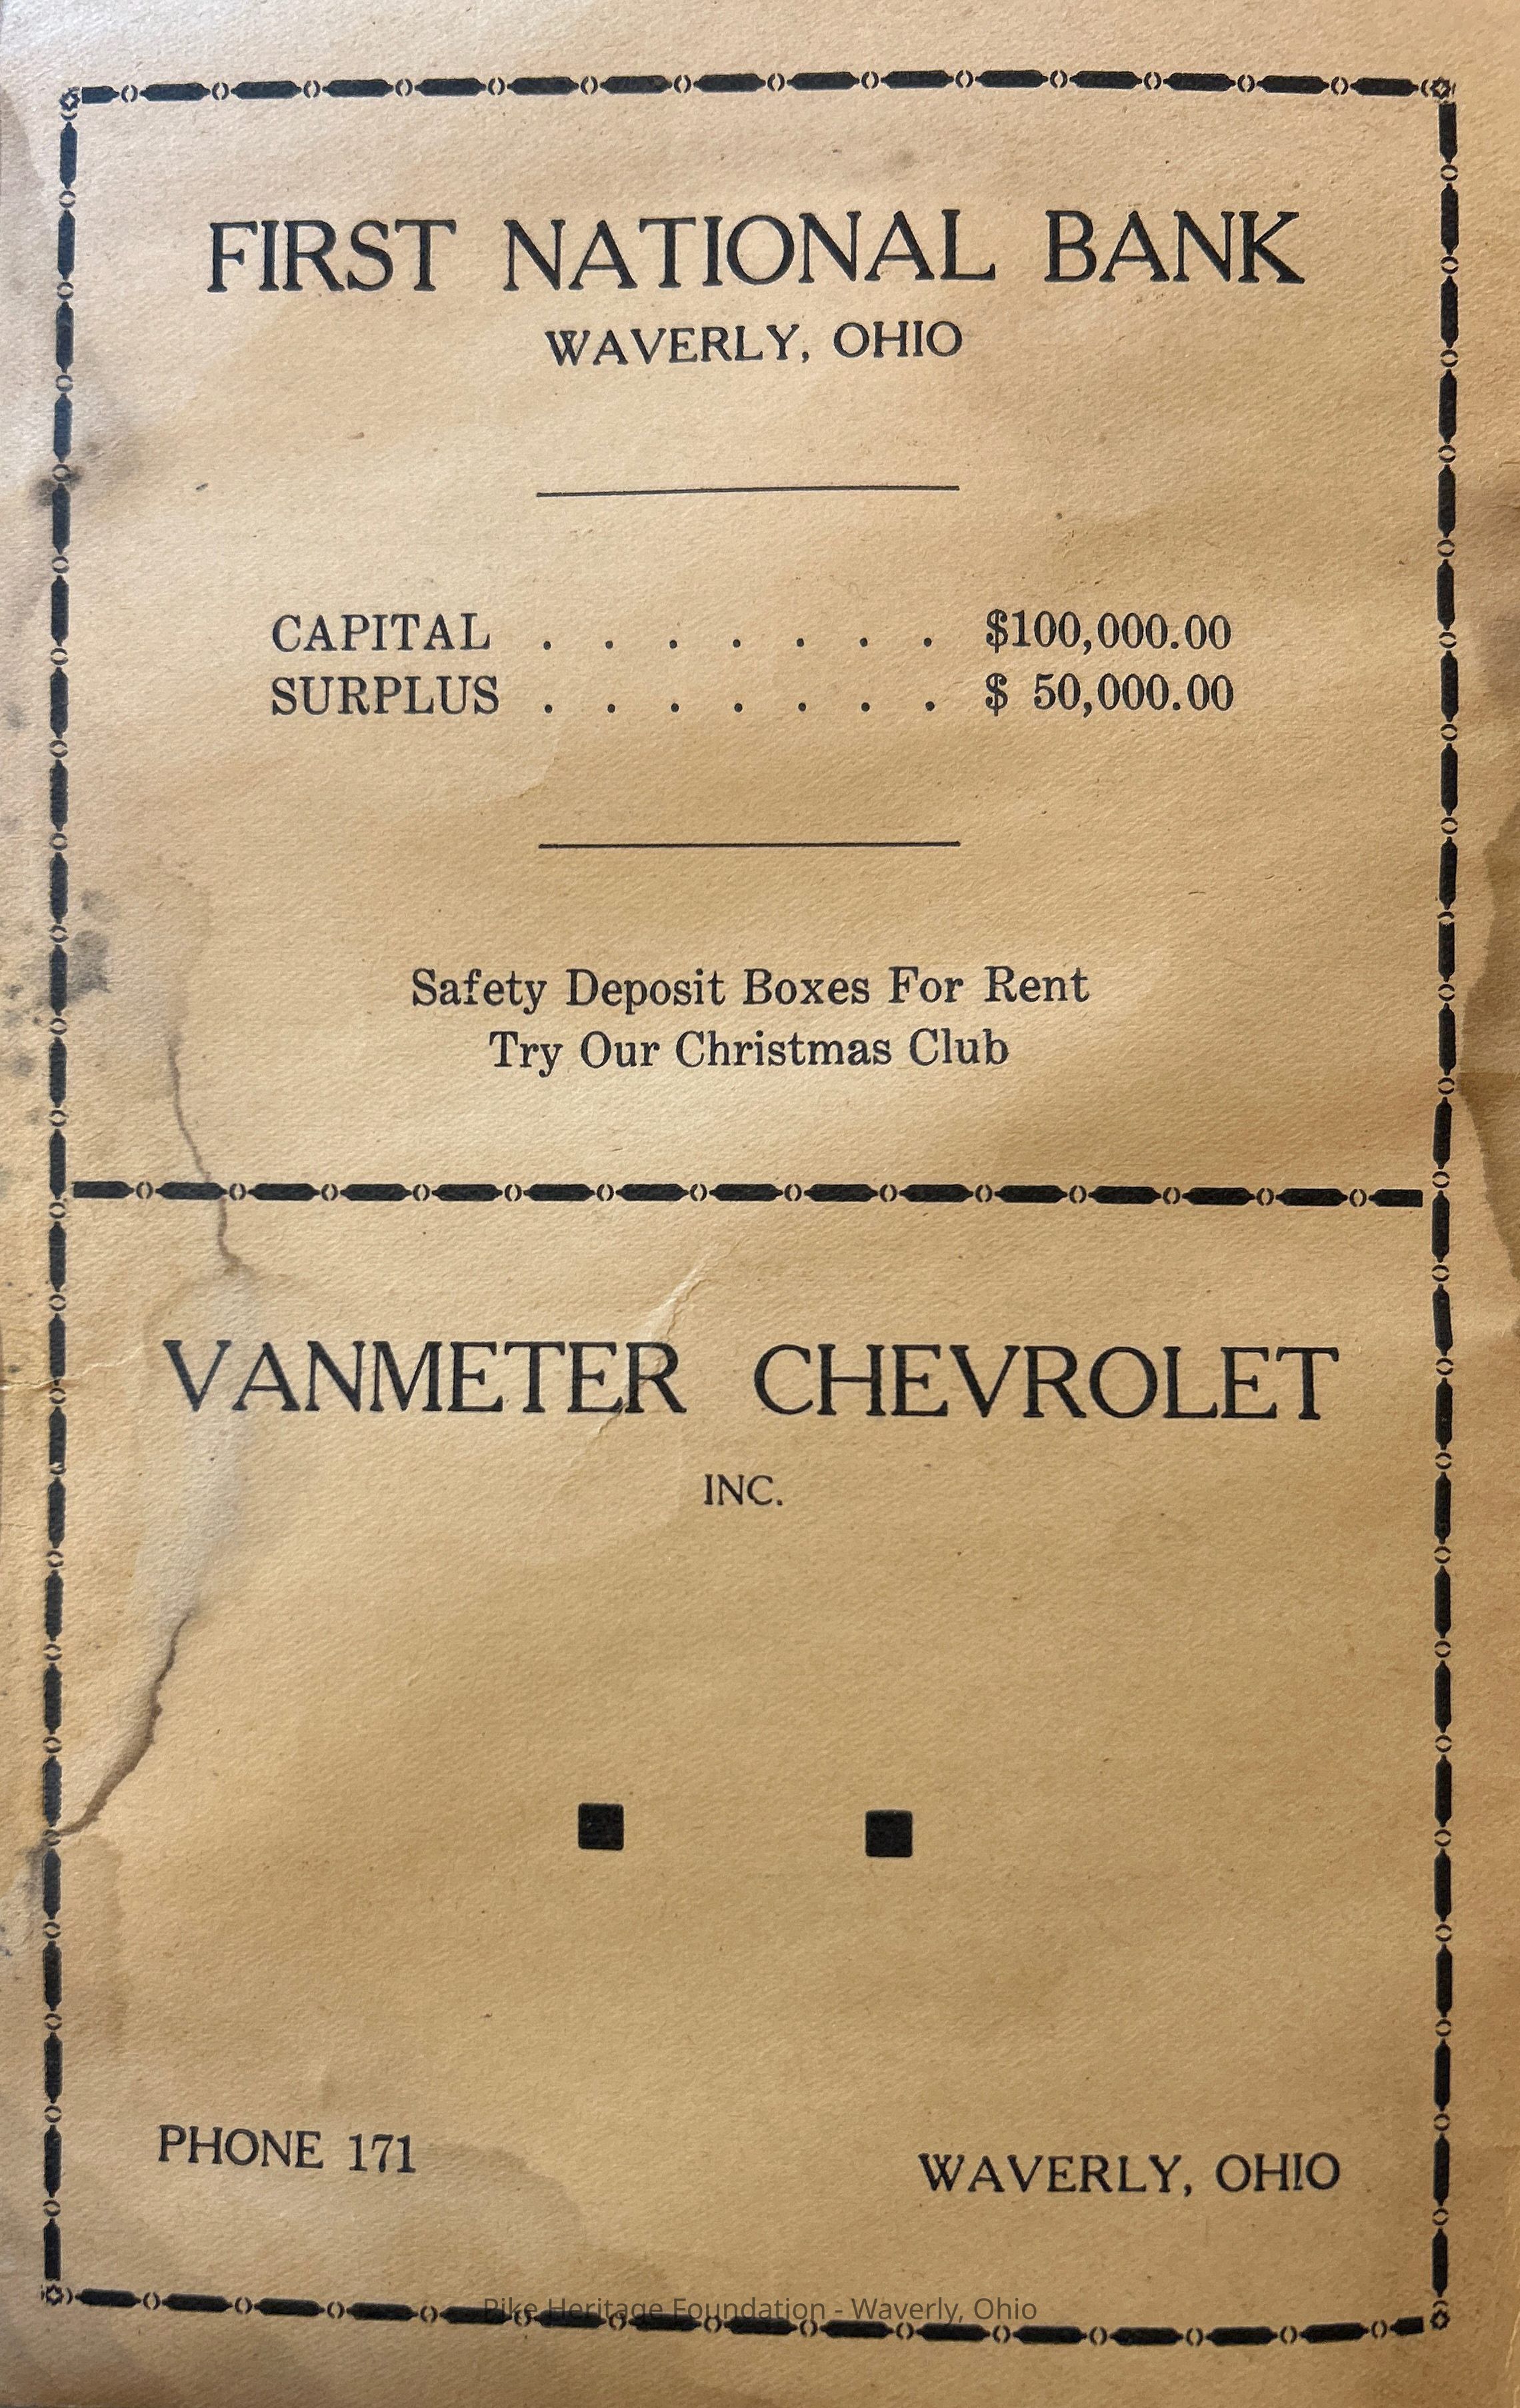 FIRST NATIONAL BANK
WAVERLY, OHIO
CAPITAL . . . . . . . $100,000.00
SURPLUS . . . . . . . $ 50,000.00
Safety Deposit Boxes For Rent
Try Our Christmas Club
VANMETER CHEVROLET
INC.
PHONE 171
WAVERLY, OHIO
Pike Heritage Foundation - Waverly, Ohio